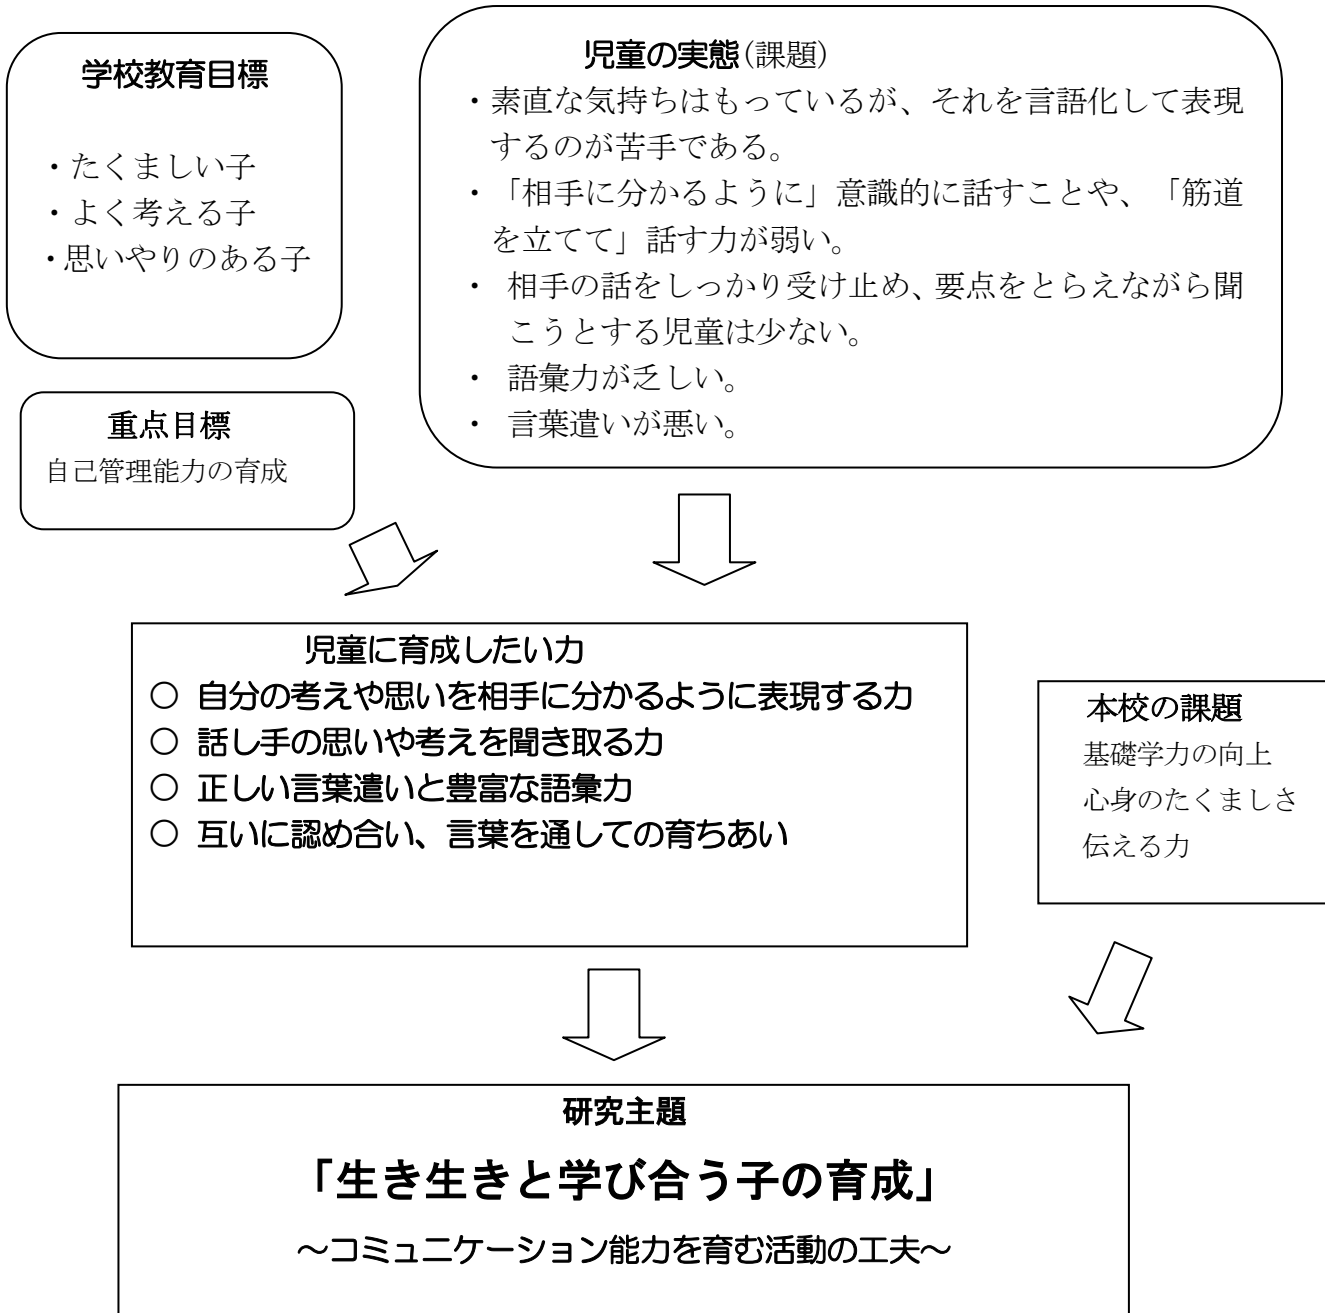 学校教育目標
・たくましい子
・よく考える子
・思いやりのある子
児童の実態(課題)
・素直な気持ちはもっているが、それを言語化して表現
するのが苦手である。
・「相手に分かるように」意識的に話すことや、「筋道
を立てて」話す力が弱い。
・ 相手の話をしっかり受け止め、要点をとらえながら聞
こうとする児童は少ない。
・ 語彙力が乏しい。
・ 言葉遣いが悪い。
重点目標
自己管理能力の育成
児童に育成したい力
○ 自分の考えや思いを相手に分かるように表現する力
○ 話し手の思いや考えを聞き取る力
○ 正しい言葉遣いと豊富な語彙力
○ 互いに認め合い、言葉を通しての育ちあい
本校の課題
基礎学力の向上
心身のたくましさ
伝える力
研究主題
「生き生きと学び合う子の育成」
～コミュニケーション能力を育む活動の工夫～